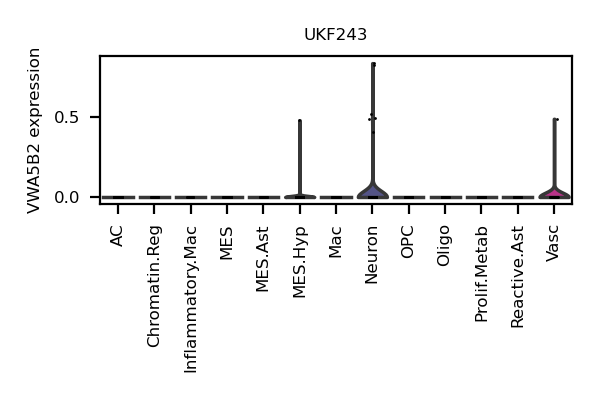 UKF243
VWA5B2 expression
0.5
0.0
AC
Chromatin.Reg
Inflammatory.Mac
MES
MES.Ast
MES.Hyp
Mac
Neuron
OPC
Oligo
Prolif.Metab
Reactive.Ast
Vasc